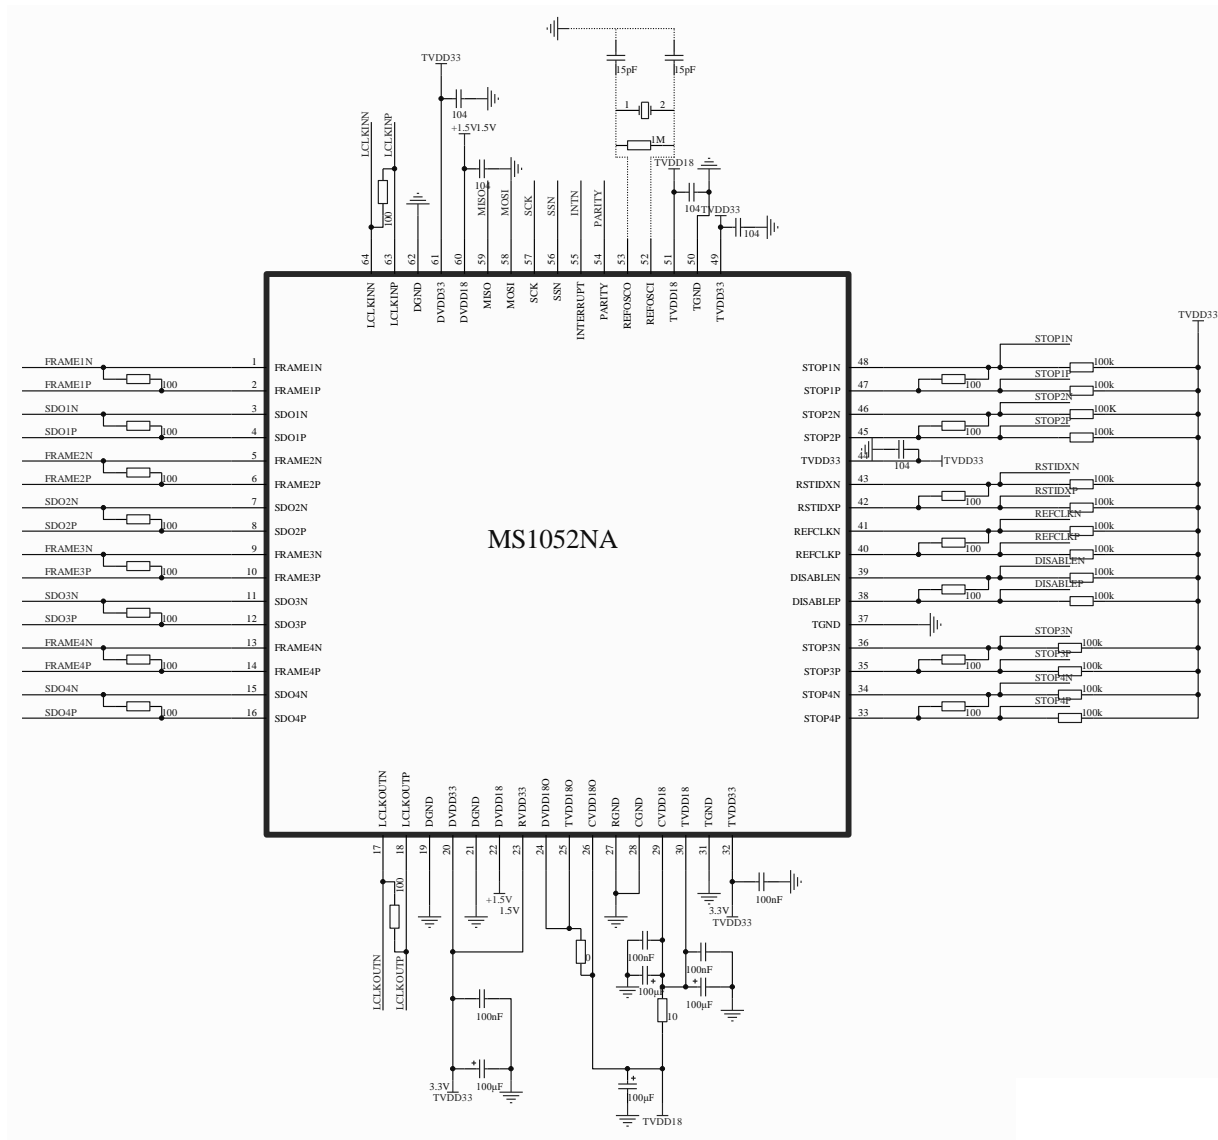 15pF 15pF
TVDD33
1 2
104
+1.5V 1.5V
1M
LCLKINN LCLKINP
TVDD18
104
MISO MOSI SCK SSN INTN PARITY
104 TVDD33
100
104
64 63 62 61 60 59 58 57 56 55 54 53 52 51 50 49
LCLKINN LCLKINP DGND DVDD33 DVDD18 MISO MOSI SCK SSN INTERRUPT PARITY REFOSCO REFOSCI TVDD18 TGND TVDD33
TVDD33
FRAME1N 1 FRAME1N
100
FRAME1P 2 FRAME1P
SDO1N 3 SDO1N
100
SDO1P 4 SDO1P
FRAME2N 5 FRAME2N
100
FRAME2P 6 FRAME2P
SDO2N 7 SDO2N
100
SDO2P 8 SDO2P
FRAME3N 9 FRAME3N
100
FRAME3P 10 FRAME3P
SDO3N 11 SDO3N
100
SDO3P 12 SDO3P
FRAME4N 13 FRAME4N
100
FRAME4P 14 FRAME4P
SDO4N 15 SDO4N
100
SDO4P 16 SDO4P
MS1052NA
STOP1N 48 STOP1N 100k
100
STOP1P 47 STOP1P 100k
STOP2N 46 STOP2N 100K
100
STOP2P 45 STOP2P 100k
TVDD33 44 104 TVDD33
RSTIDXN 43 RSTIDXN 100k
100
RSTIDXP 42 RSTIDXP 100k
REFCLKN 41 REFCLKN 100k
100
REFCLKP 40 REFCLKP 100k
DISABLEN 39 DISABLEN 100k
100
DISABLEP 38 DISABLEP 100k
TGND 37
STOP3N 36 STOP3N 100k
100
STOP3P 35 STOP3P 100k
STOP4N 34 STOP4N 100k
100
STOP4P 33 STOP4P 100k
LCLKOUTN LCLKOUTP DGND DVDD33 DGND DVDD18 RVDD33 DVDD18O TVDD18O CVDD18O RGND CGND CVDD18 TVDD18 TGND TVDD33
17 18 19 20 21 22 23 24 25 26 27 28 29 30 31 32
100
+1.5V
1.5V
100nF
3.3V
TVDD33
LCLKOUTN LCLKOUTP
0
100nF 100nF
100μF 100μF
10
100nF
100μF
3.3V
TVDD33
100μF
TVDD18